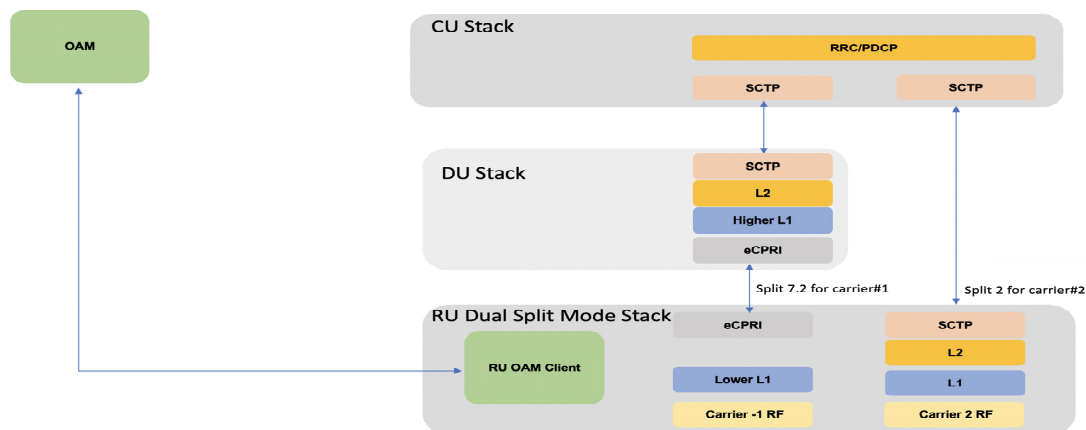 CU Stack
OAM
RRC/PDCP
SCTP
SCTP
DU Stack
SCTP
L2
Higher L1
eCPRI
Split 7.2 for carrier#1
Split 2 for carrier#2
RU Dual Split Mode Stack
eCPRI
SCTP
RU OAM Client
L2
Lower L1
L1
Carrier -1 RF
Carrier 2 RF